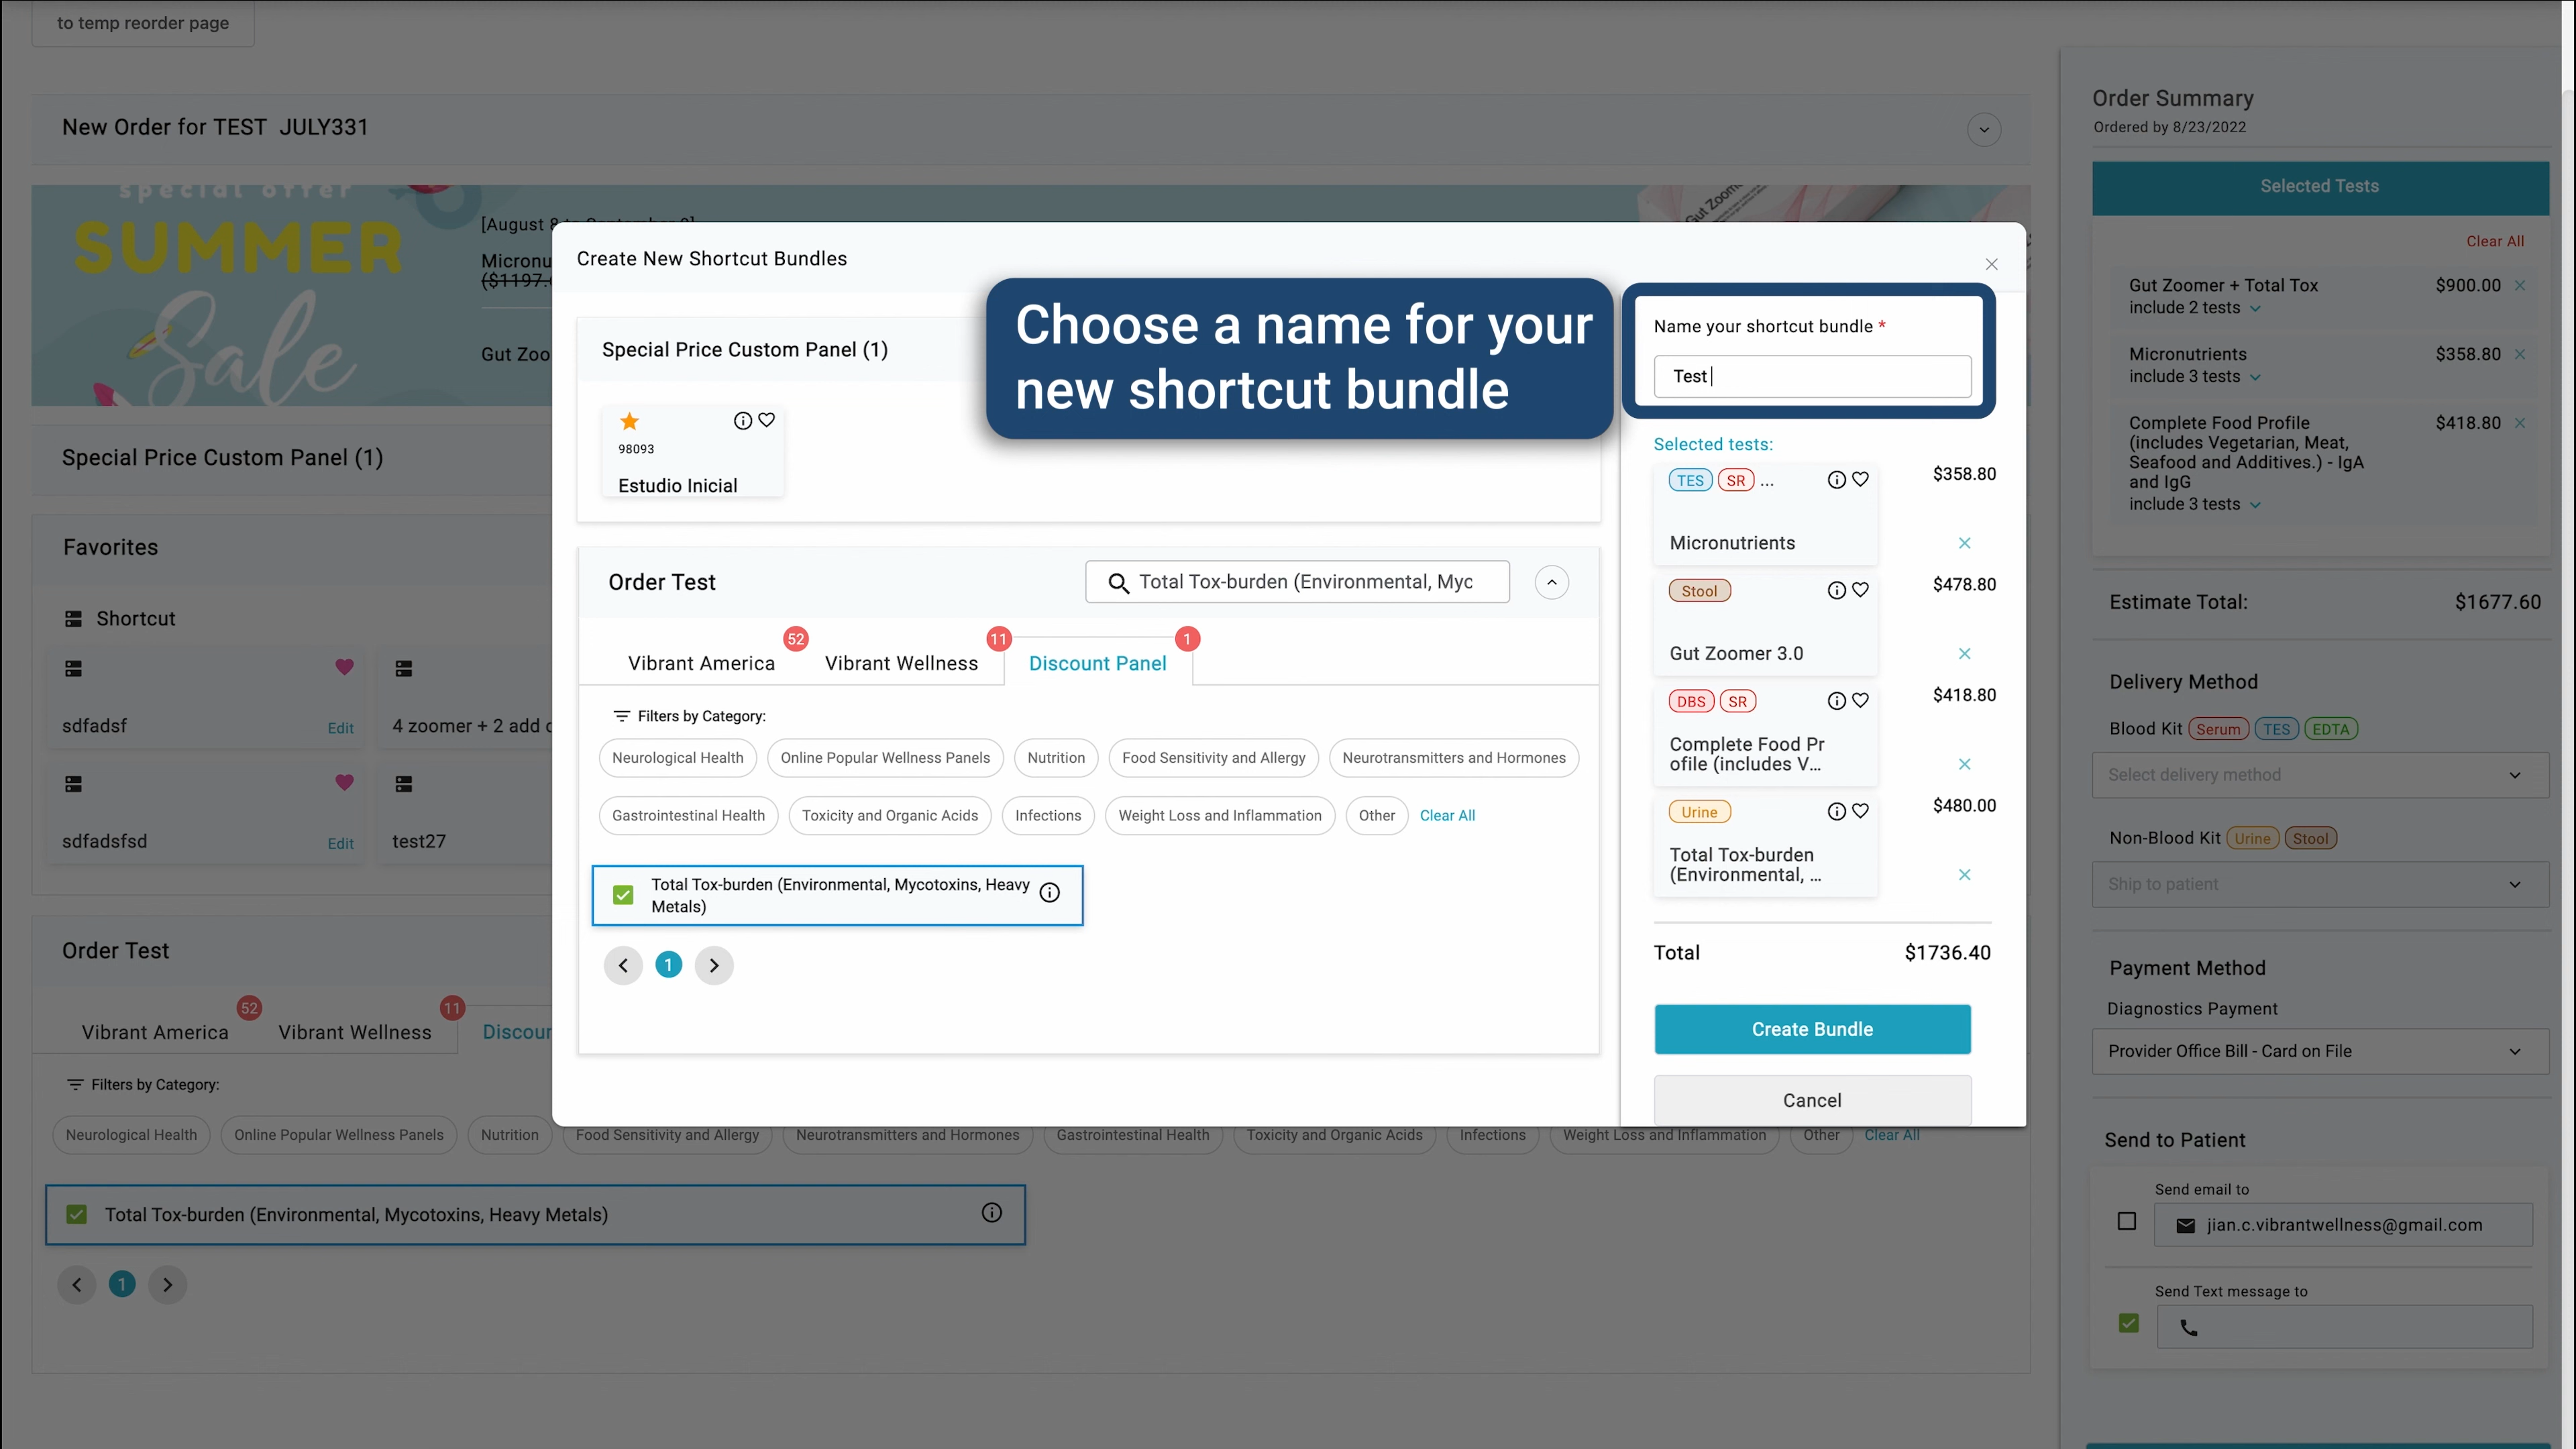 to temp reorder page
New Order for TEST JULY331
special offer
SUMMER
Sale
[August 8 to September 9]
Micronu
($1197.
Gut Zoo
Gut Zoom
Special Price Custom Panel (1)
Favorites
Shortcut
sdfadsf
Edit
4 zoomer + 2 add
sdfadsfsd
Edit
test27
Order Test
Vibrant America
52
Vibrant Wellness
11
Discoun
Filters by Category:
Neurological Health
Online Popular Wellness Panels
Nutrition
Food Sensitivity and Allergy
Neurotransmitters and Hormones
Gastrointestinal Health
Toxicity and Organic Acids
Infections
Weight Loss and Inflammation
Other
Clear All
Total Tox-burden (Environmental, Mycotoxins, Heavy Metals)
1
Create New Shortcut Bundles
Special Price Custom Panel (1)
98093
Estudio Inicial
Choose a name for your
new shortcut bundle
Order Test
Total Tox-burden (Environmental, Myc
Vibrant America
52
Vibrant Wellness
11
Discount Panel
1
Filters by Category:
Neurological Health
Online Popular Wellness Panels
Nutrition
Food Sensitivity and Allergy
Neurotransmitters and Hormones
Gastrointestinal Health
Toxicity and Organic Acids
Infections
Weight Loss and Inflammation
Other
Clear All
Total Tox-burden (Environmental, Mycotoxins, Heavy
Metals)
1
Name your shortcut bundle *
Test
Selected tests:
TES SR ...
$358.80
Micronutrients
Stool
$478.80
Gut Zoomer 3.0
DBS SR
$418.80
Complete Food Pr
ofile (includes V...
Urine
$480.00
Total Tox-burden
(Environmental, ...
Total $1736.40
Create Bundle
Cancel
Order Summary
Ordered by 8/23/2022
Selected Tests
Clear All
Gut Zoomer + Total Tox $900.00
include 2 tests
Micronutrients $358.80
include 3 tests
Complete Food Profile $418.80
(includes Vegetarian, Meat,
Seafood and Additives.) - IgA
and IgG
include 3 tests
Estimate Total: $1677.60
Delivery Method
Blood Kit Serum TES EDTA
Select delivery method
Non-Blood Kit Urine Stool
Ship to patient
Payment Method
Diagnostics Payment
Provider Office Bill - Card on File
Send to Patient
Send email to
jian.c.vibrantwellness@gmail.com
Send Text message to